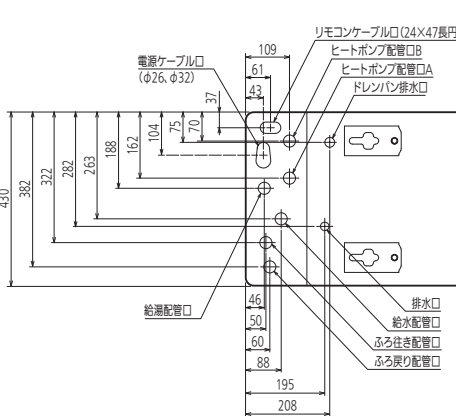 リモコンケーブル口(24×47長円
109
ヒートポンプ配管口B
電源ケーブル口
(φ26、φ32)
61
ヒートポンプ配管口A
43
ドレンパン排水口
37
70
75
104
162
188
263
282
322
382
430
給湯配管口
46
50
60
88
195
208
排水口
給水配管口
ふろ往き配管口
ふろ戻り配管口